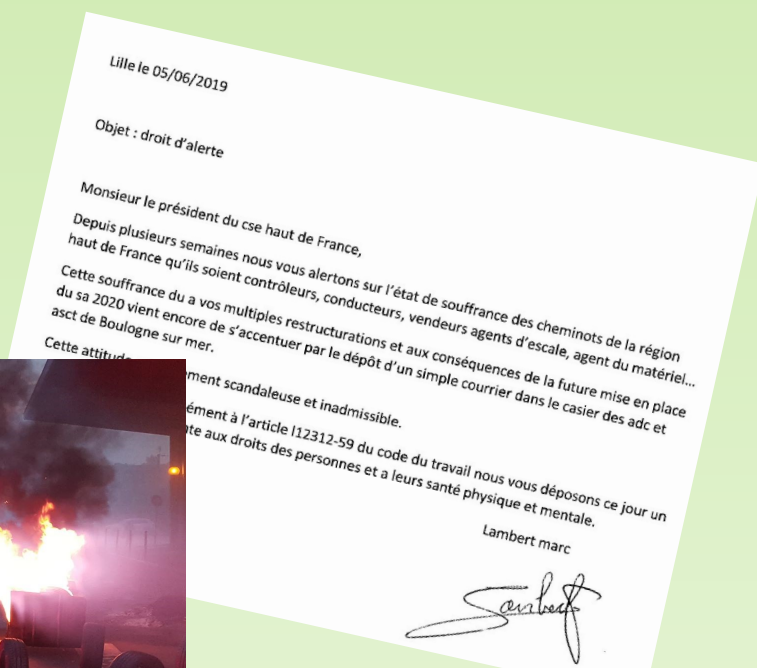 Lille le 05/06/2019
Objet : droit d'alerte
Monsieur le président du cse haut de France,
Depuis plusieurs semaines nous vous alertons sur l'état de souffrance des cheminots de la région
haut de France qu'ils soient contrôleurs, conducteurs, vendeurs agents d'escale, agent du matériel...
Cette souffrance du a vos multiples restructurations et aux conséquences de la future mise en place
du sa 2020 vient encore de s'accentuer par le dépôt d'un simple courrier dans le casier des adc et
asct de Boulogne sur mer.
Cette attitude scandaleuse et inadmissible.
à l'article l12312-59 du code du travail nous vous déposons ce jour un
aux droits des personnes et a leurs santé physique et mentale.
Lambert marc